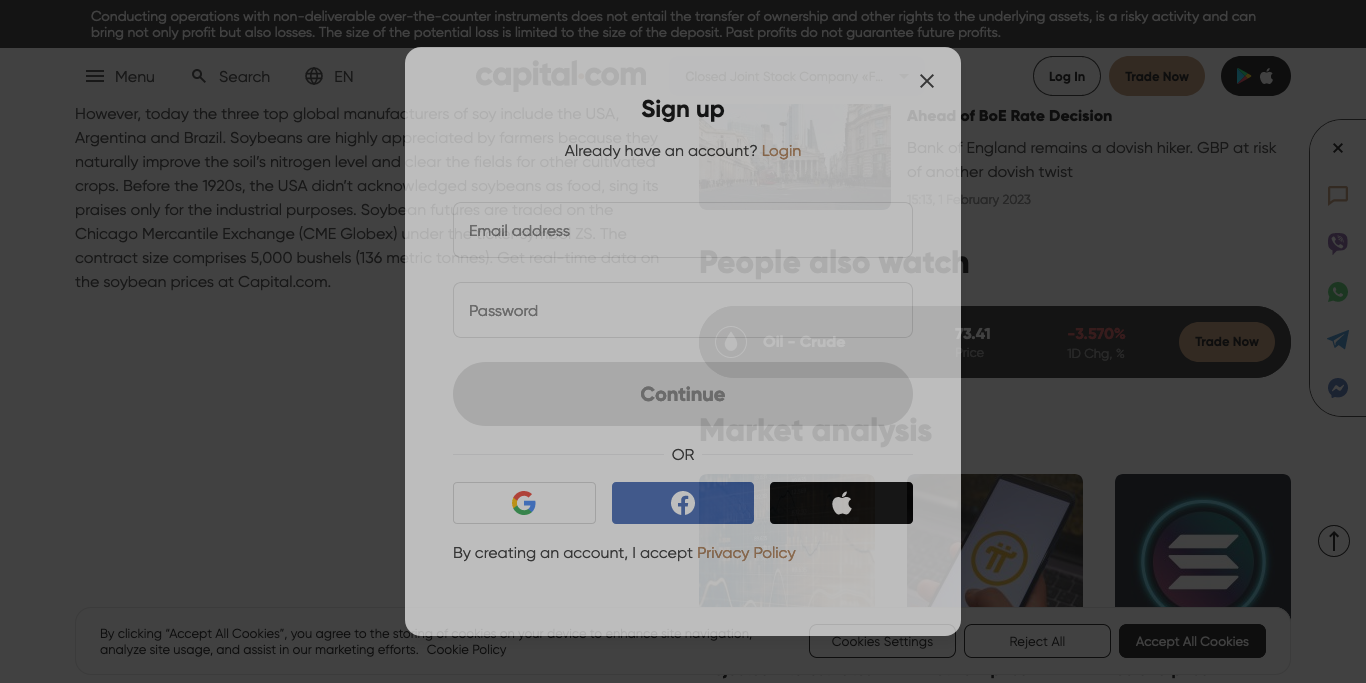 Conducting operations with non-deliverable over-the-counter instruments does not entail the transfer of ownership and other rights to the underlying assets, is a risky activity and can
bring not only profit but also losses. The size of the potential loss is limited to the size of the deposit. Past profits do not guarantee future profits.
Menu
Search
EN
capital.com
Closed Joint Stock Company «F...
Log In
Trade Now
Sign up
Already have an account? Login
Email address
Password
Continue
OR
By creating an account, I accept Privacy Policy
However, today the three top global manufacturers of soy include the USA,
Argentina and Brazil. Soybeans are highly appreciated by farmers because they
naturally improve the soil's nitrogen level and clear the fields for other cultivated
crops. Before the 1920s, the USA didn't acknowledged soybeans as food, sing its
praises only for the industrial purposes. Soybean futures are traded on the
Chicago Mercantile Exchange (CME Globex) under the ZS. The
contract size comprises 5,000 bushels (136 metric tonnes). Get real-time data on
the soybean prices at Capital.com.
Ahead of BoE Rate Decision
Bank of England remains a dovish hiker. GBP at risk
of another dovish twist
15:13, 1 February 2023
People also watch
Oil - Crude
73.41
Price
-3.570%
1D Chg, %
Trade Now
Market analysis
By clicking “Accept All Cookies”, you agree to the storing of cookies on your device to enhance site navigation,
analyze site usage, and assist in our marketing efforts. Cookie Policy
Cookies Settings
Reject All
Accept All Cookies